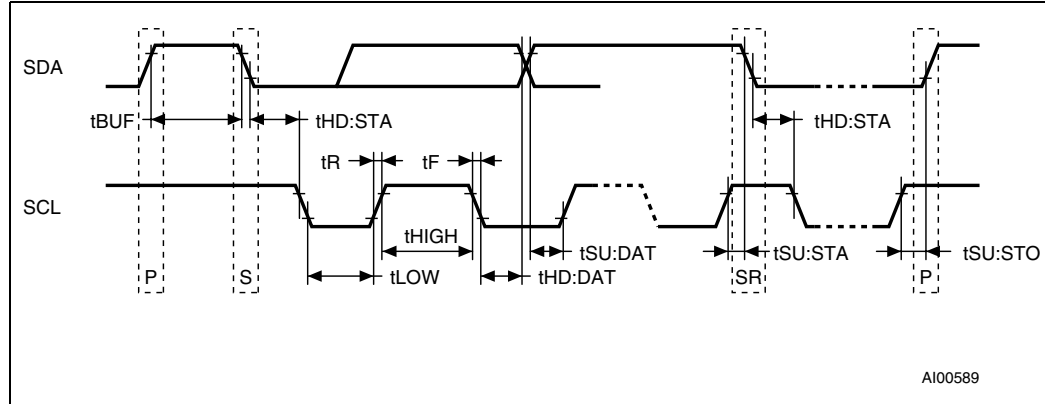 SDA
tBUF
tHD:STA
tHD:STA
tR
tF
SCL
tHIGH
tSU:DAT
tSU:STA
tSU:STO
P
S
tLOW
tHD:DAT
SR
P
AI00589